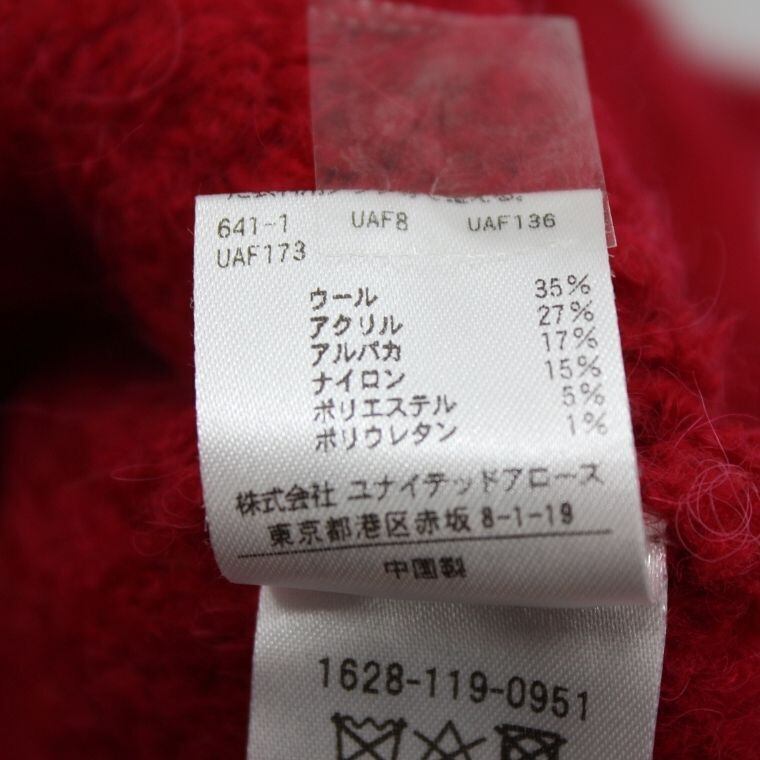 641-1 UAF8 UAF136
UAF173
ウール 35%
アクリル 27%
アルパカ 17%
ナイロン 15%
ポリエステル 5%
ポリウレタン 1%
株式会社 ユナイテッドアローズ
東京都港区赤坂 8-1-19
中国製
1628-119-0951